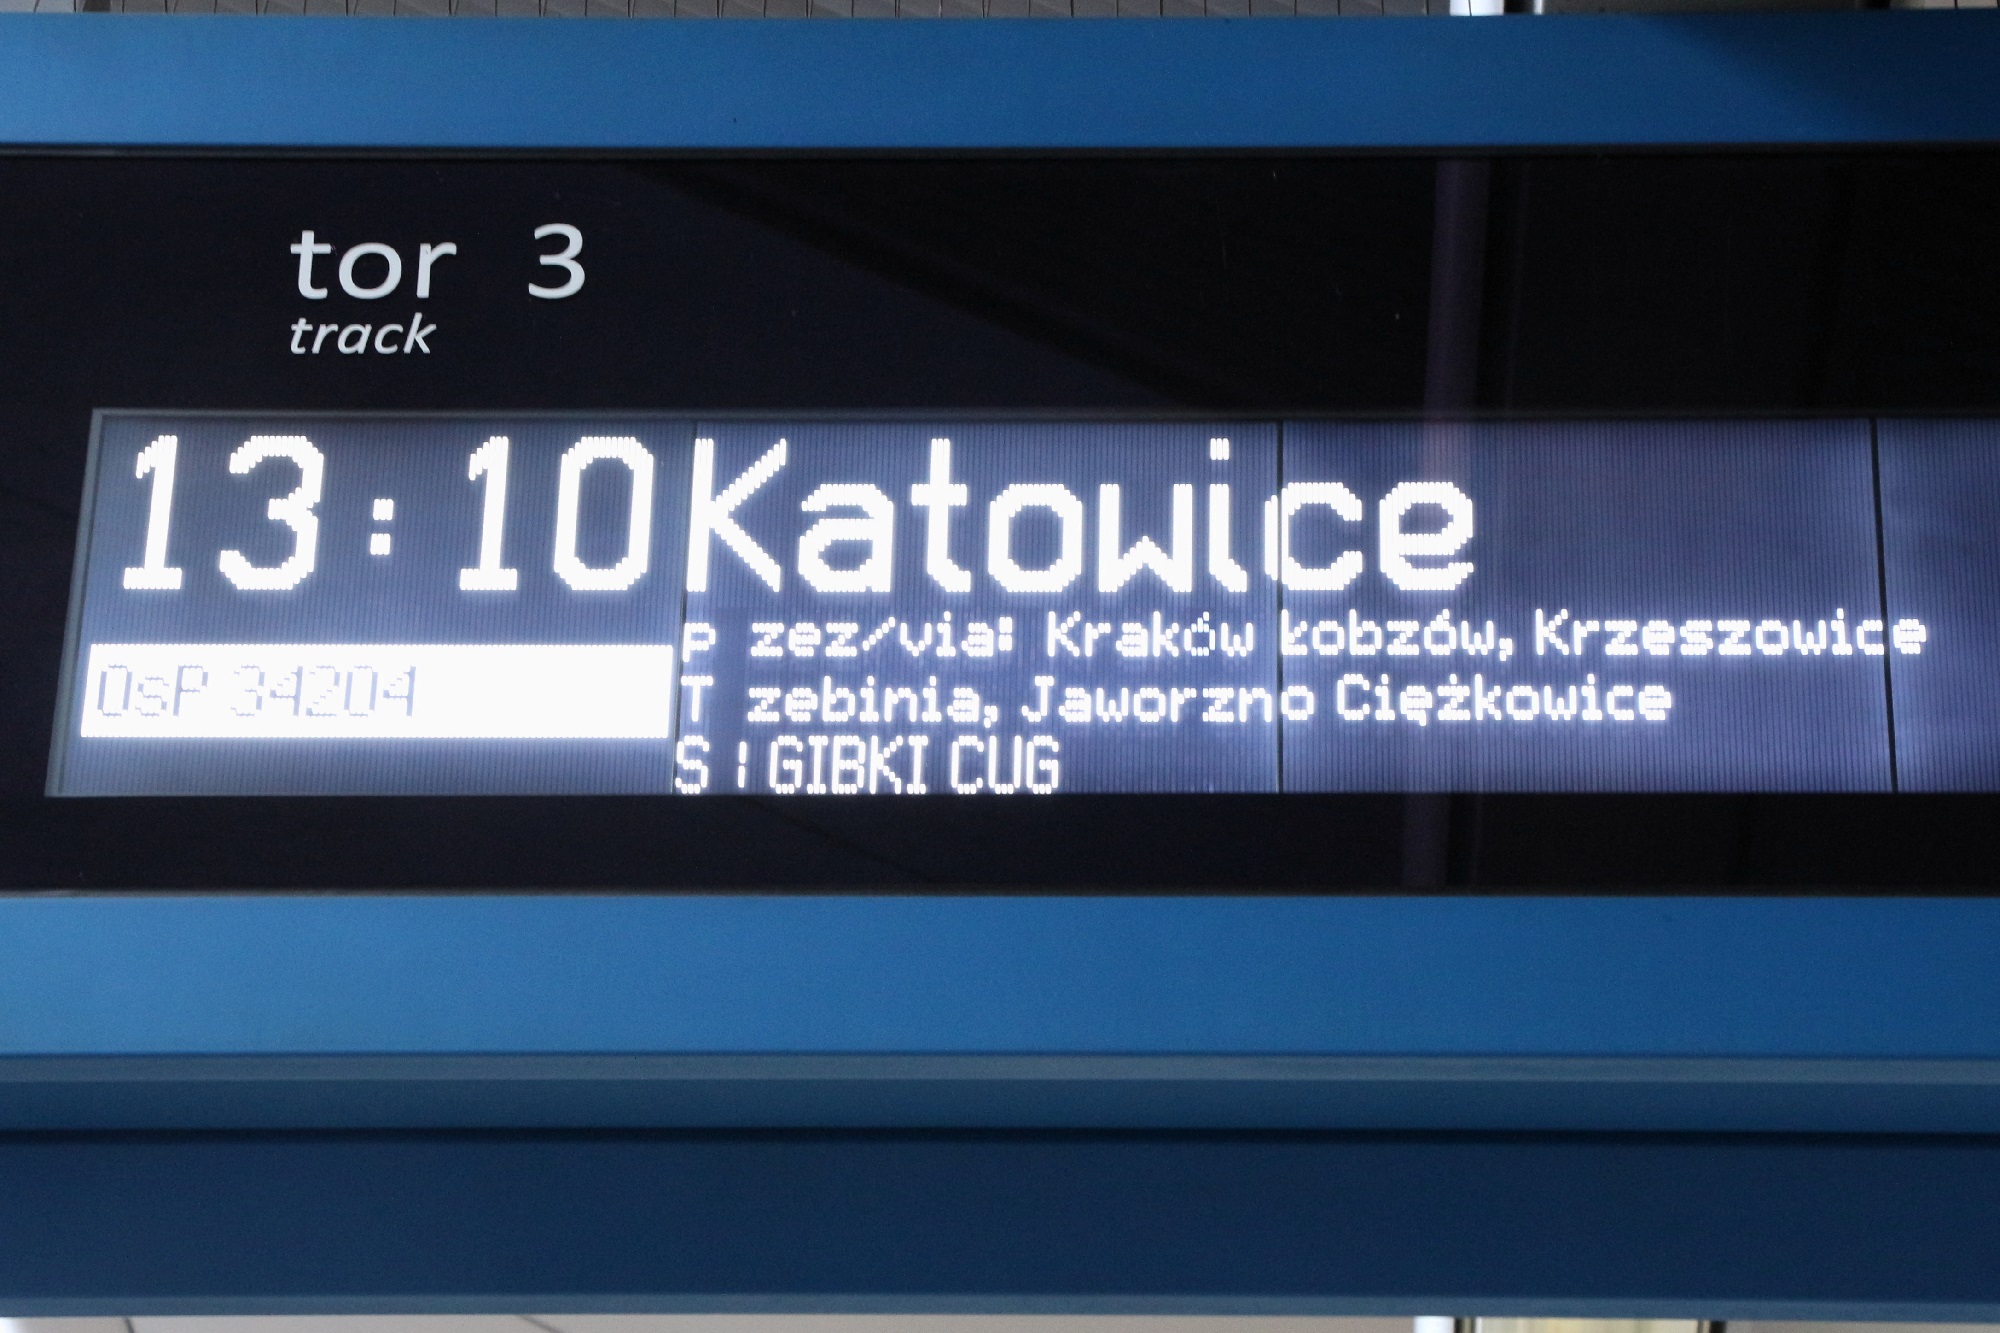 tor 3
track
13:10 Katowice
p zez/via: Kraków Łobzów, Krzeszowice
OsP 34204
T zebinia, Jaworzno Ciężkowice
S I GIBKI CUG